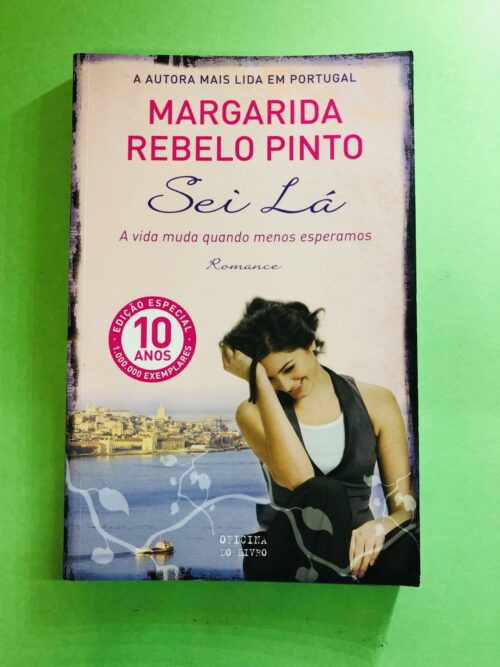 A AUTORA MAIS LIDA EM PORTUGAL
MARGARIDA
REBELO PINTO
Sei Lá
A vida muda quando menos esperamos
Romance
EDIÇÃO ESPECIAL
10
ANOS
1.000.000 EXEMPLARES
OFICINA
DO LIVRO